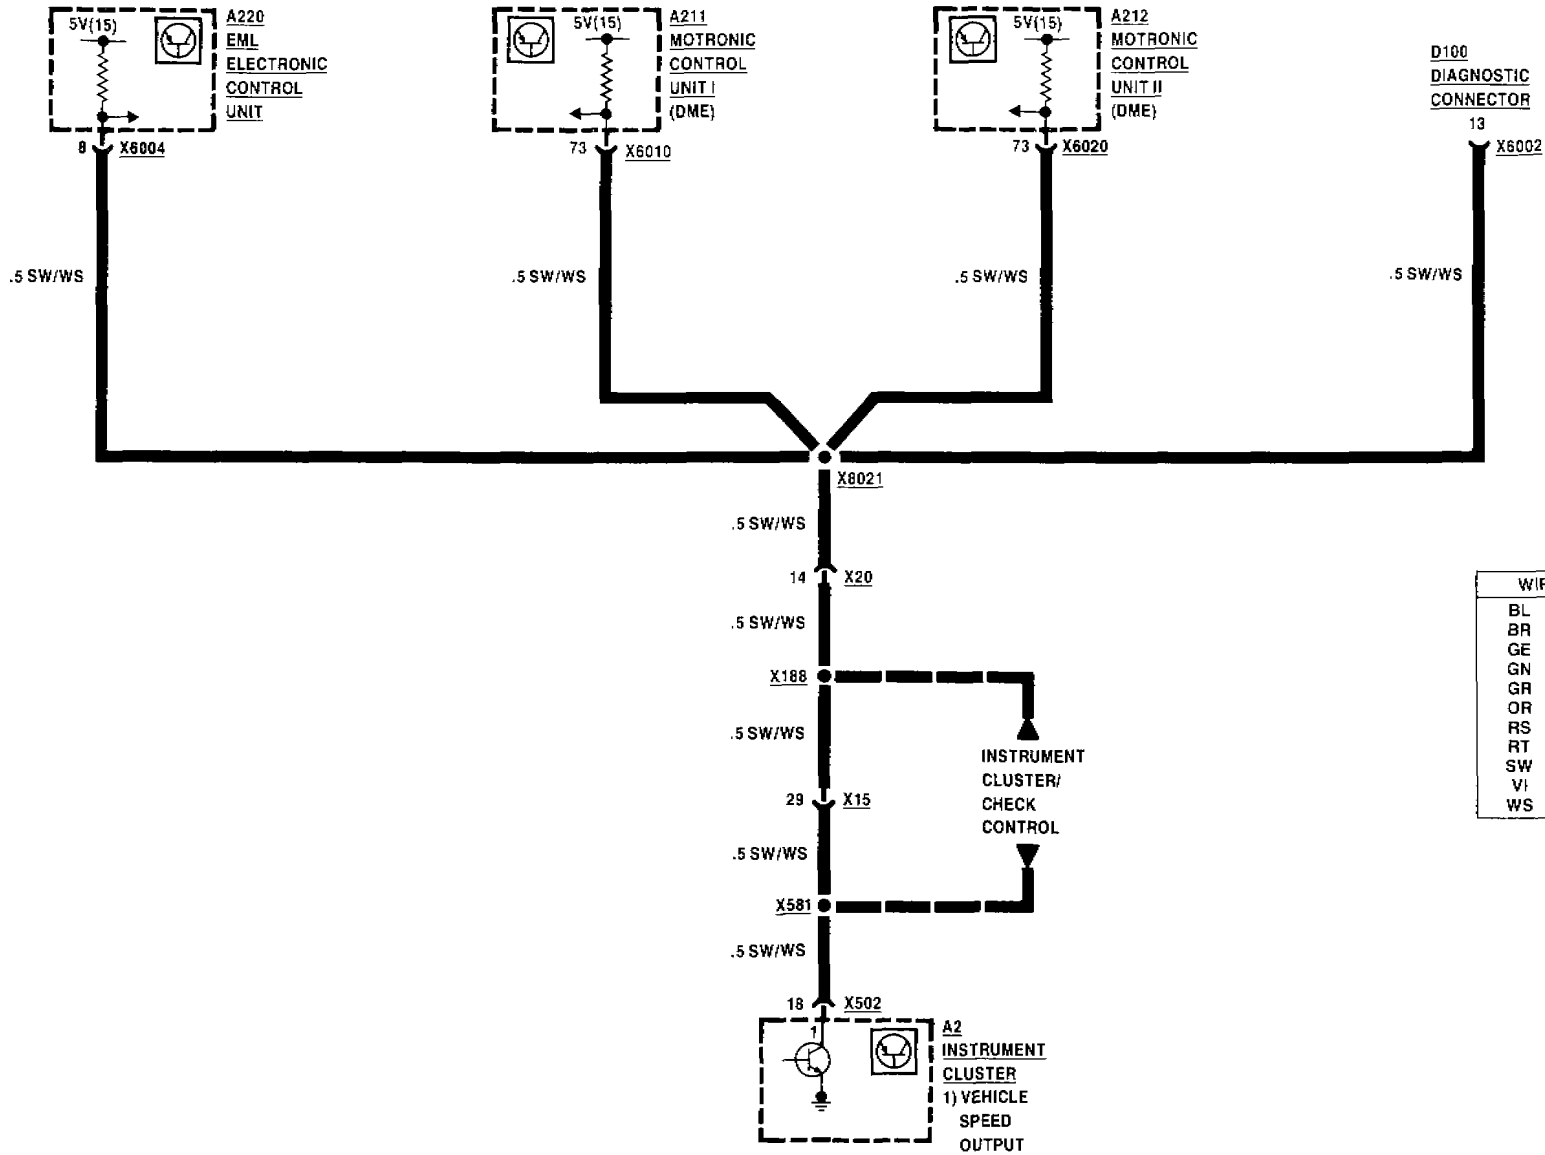 5V(15)
A220
EML
ELECTRONIC
CONTROL
UNIT
8
X6004
5V(15)
A211
MOTRONIC
CONTROL
UNIT I
(DME)
73
X6010
5V(15)
A212
MOTRONIC
CONTROL
UNIT II
(DME)
73
X6020
D100
DIAGNOSTIC
CONNECTOR
13
X6002
.5 SW/WS
.5 SW/WS
.5 SW/WS
.5 SW/WS
X8021
.5 SW/WS
14
X20
.5 SW/WS
X188
.5 SW/WS
INSTRUMENT
CLUSTER/
CHECK
CONTROL
29
X15
.5 SW/WS
X581
.5 SW/WS
18
X502
1
A2
INSTRUMENT
CLUSTER
1) VEHICLE
SPEED
OUTPUT
BL
BR
GE
GN
GR
OR
RS
RT
SW
VI
WS